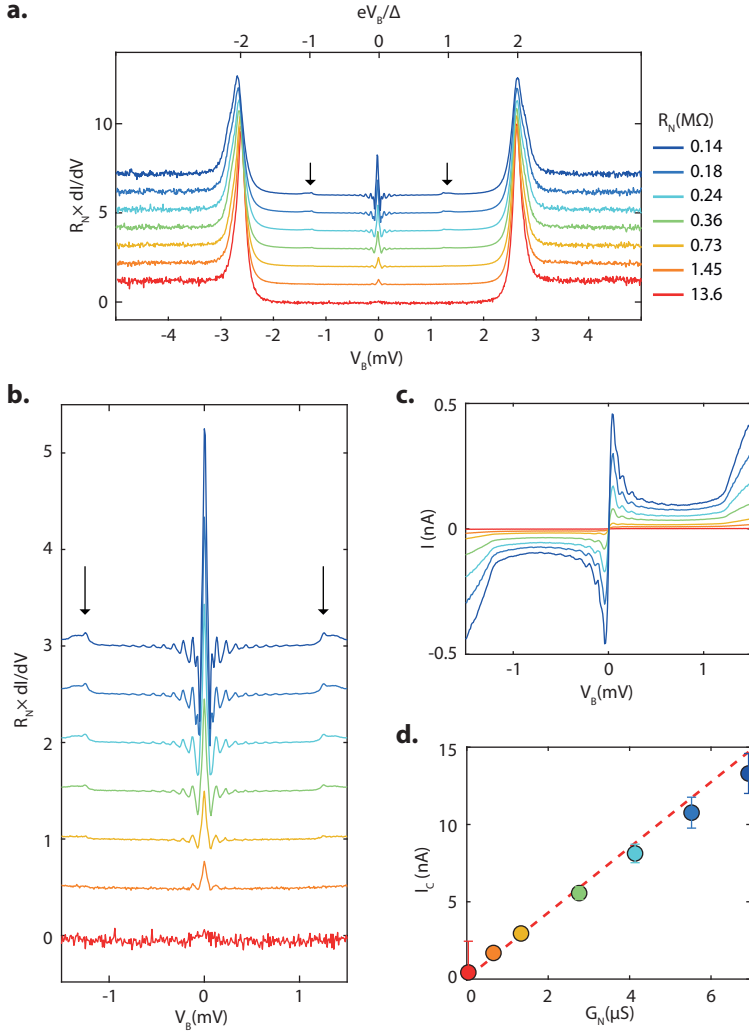 a.
eV_B/Δ
-2 -1 0 1 2
R_N × dI/dV
10
5
0
-4 -3 -2 -1 0 1 2 3 4
V_B(mV)
R_N(MΩ)
0.14
0.18
0.24
0.36
0.73
1.45
13.6
b.
R_N × dI/dV
5
4
3
2
1
0
-1 0 1
V_B(mV)
c.
I (nA)
0.5
0
-0.5
-1 0 1
V_B(mV)
d.
I_C (nA)
15
10
5
0
0 2 4 6
G_N(μS)